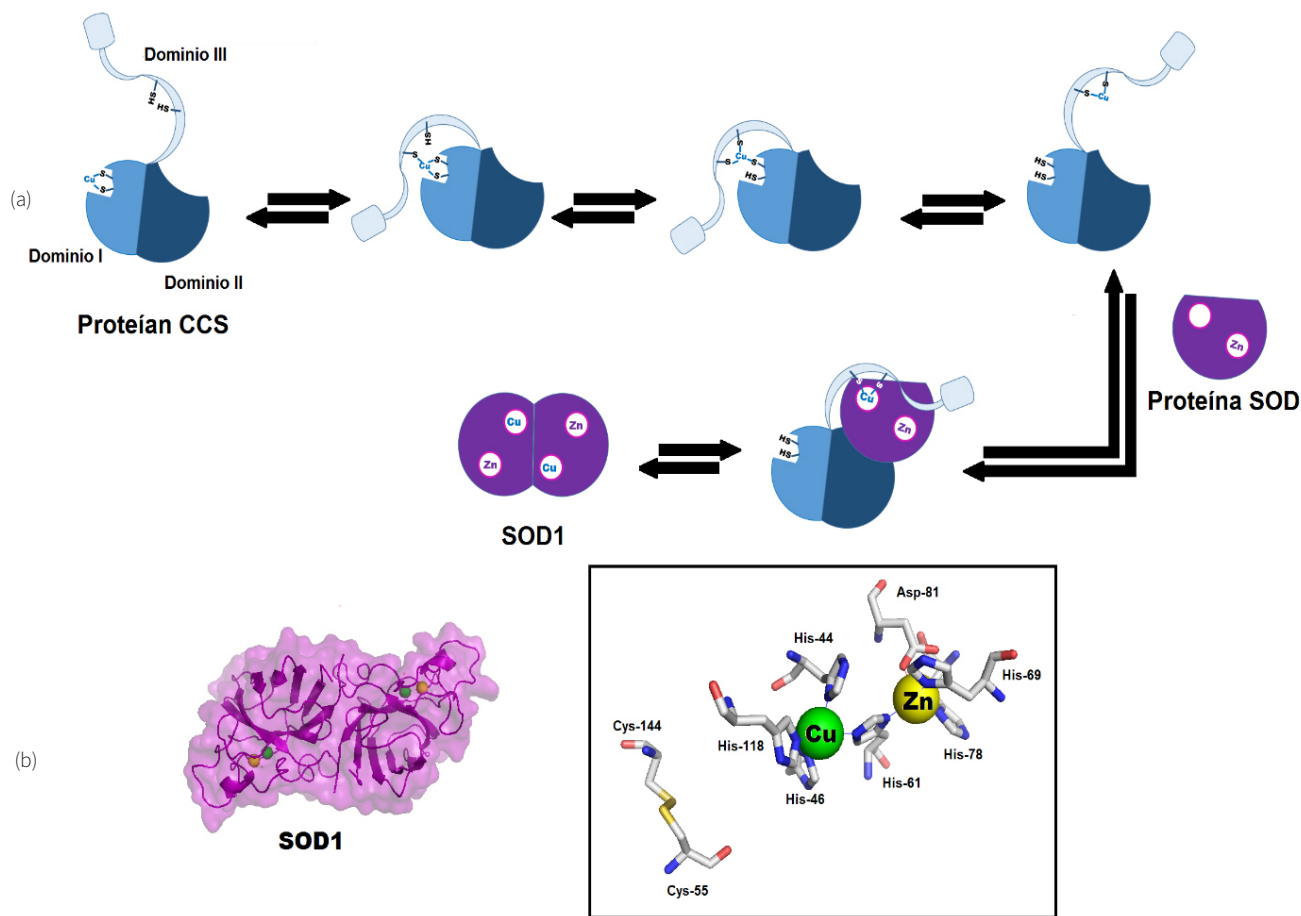 Dominio III
HS
HS
Cu
S
S
HS
S
Cu
S
S
S
S
Cu
S
HS
HS
S
S
Cu
HS
HS
(a)
Dominio I
Dominio II
Proteían CCS
Zn
Proteína SOD
Cu
Zn
Zn
Cu
SOD1
S
S
Cu
Zn
HS
HS
(b)
SOD1
Asp-81
His-44
His-69
Zn
Cu
Cys-144
His-118
His-78
His-61
His-46
Cys-55